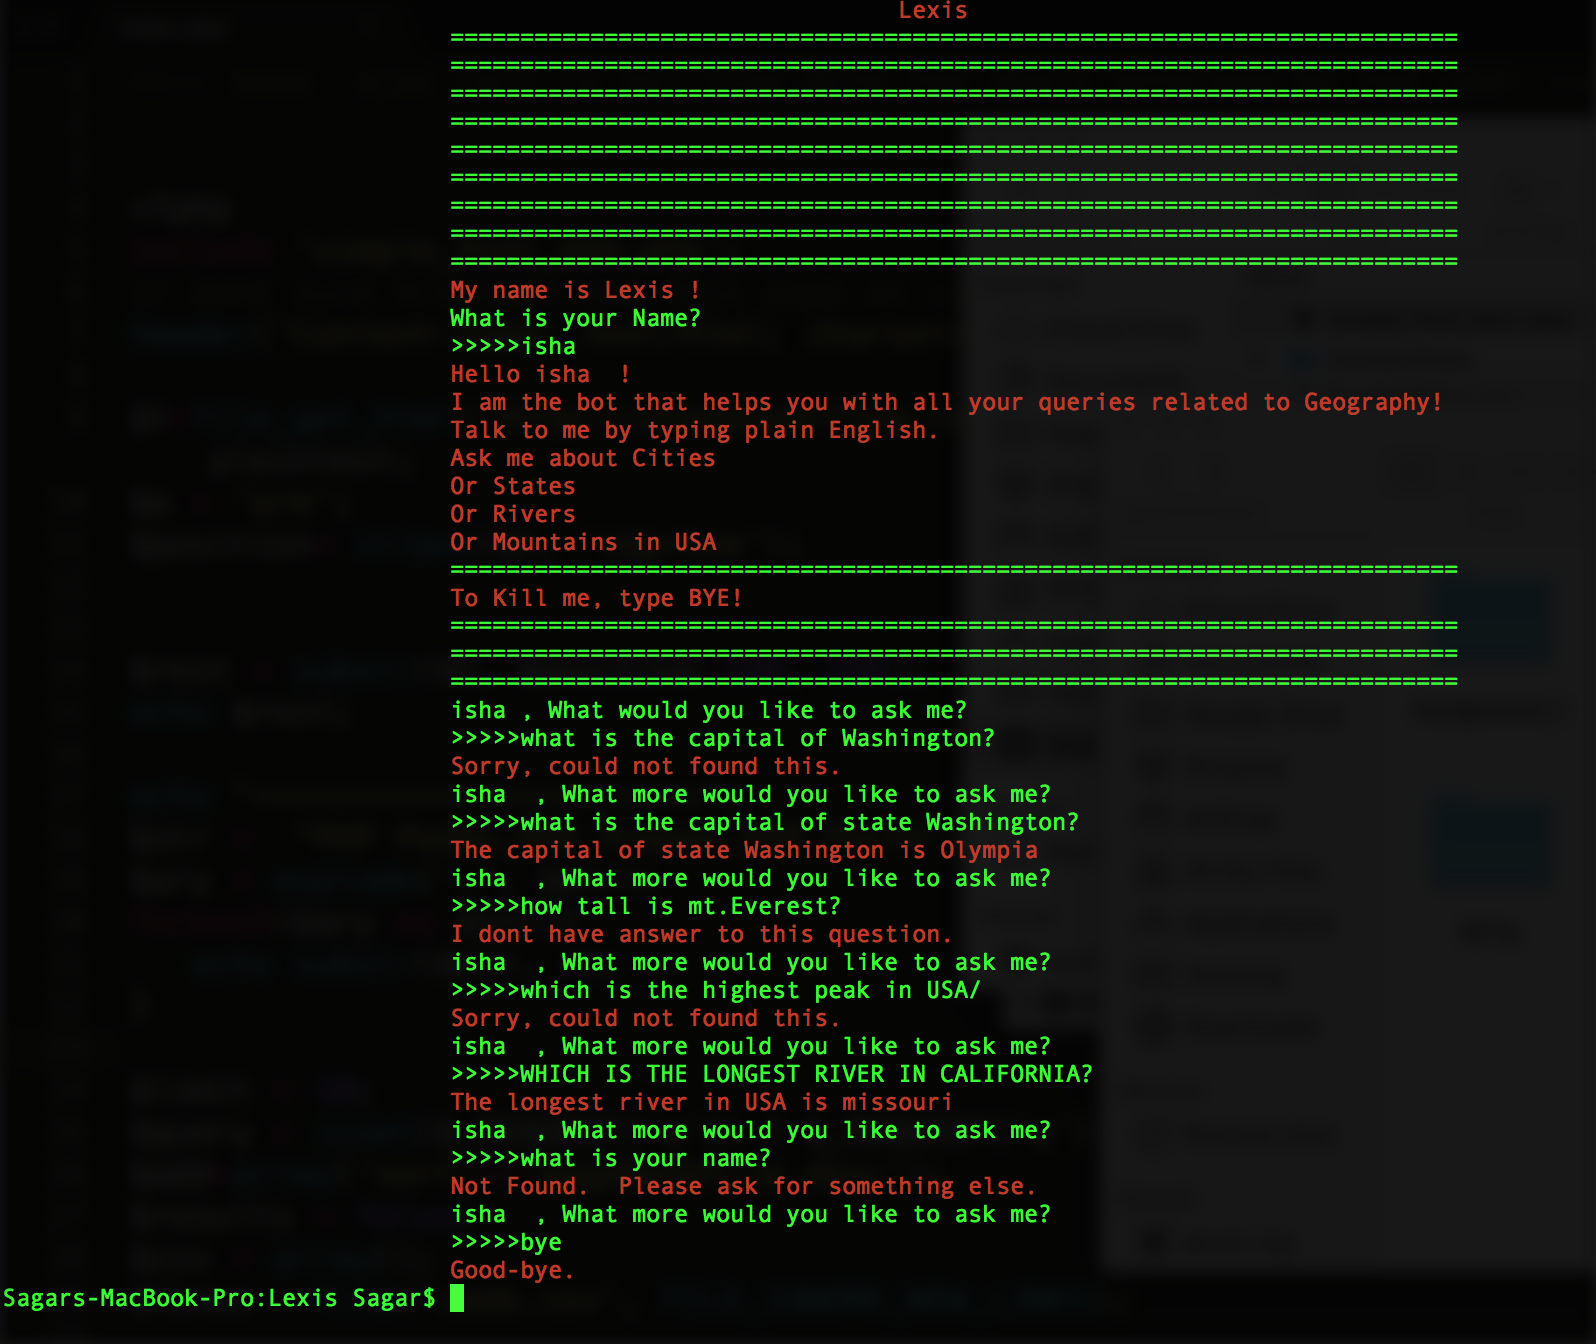 Lexis
========================================================================
========================================================================
========================================================================
========================================================================
========================================================================
========================================================================
========================================================================
========================================================================
========================================================================
My name is Lexis !
What is your Name?
>>>>>isha
Hello isha  !
I am the bot that helps you with all your queries related to Geography!
Talk to me by typing plain English.
Ask me about Cities
Or States
Or Rivers
Or Mountains in USA
========================================================================
To Kill me, type BYE!
========================================================================
========================================================================
========================================================================
isha , What would you like to ask me?
>>>>>what is the capital of Washington?
Sorry, could not found this.
isha  , What more would you like to ask me?
>>>>>what is the capital of state Washington?
The capital of state Washington is Olympia
isha  , What more would you like to ask me?
>>>>>how tall is mt.Everest?
I dont have answer to this question.
isha  , What more would you like to ask me?
>>>>>which is the highest peak in USA/
Sorry, could not found this.
isha  , What more would you like to ask me?
>>>>>WHICH IS THE LONGEST RIVER IN CALIFORNIA?
The longest river in USA is missouri
isha  , What more would you like to ask me?
>>>>>what is your name?
Not Found.  Please ask for something else.
isha  , What more would you like to ask me?
>>>>>bye
Good-bye.
Sagars-MacBook-Pro:Lexis Sagar$